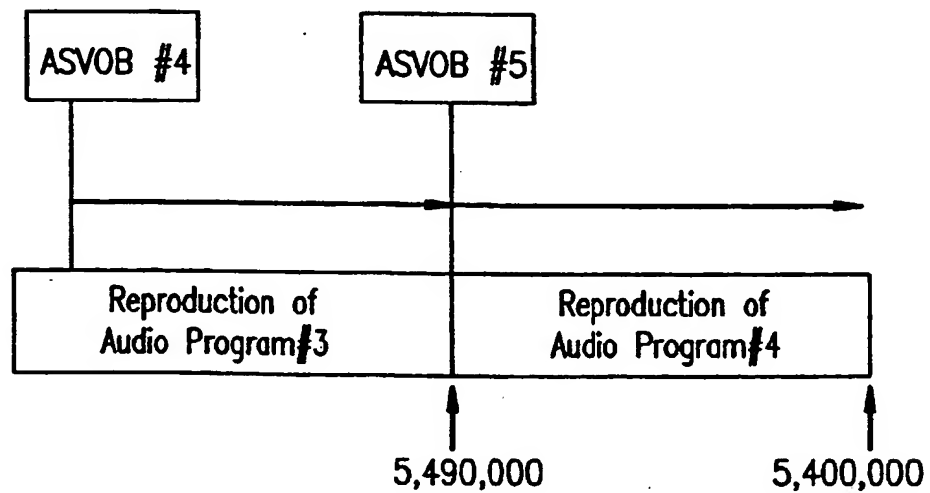 ASVOB #4
ASVOB #5
Reproduction of
Audio Program#3
Reproduction of
Audio Program#4
5,490,000
5,400,000